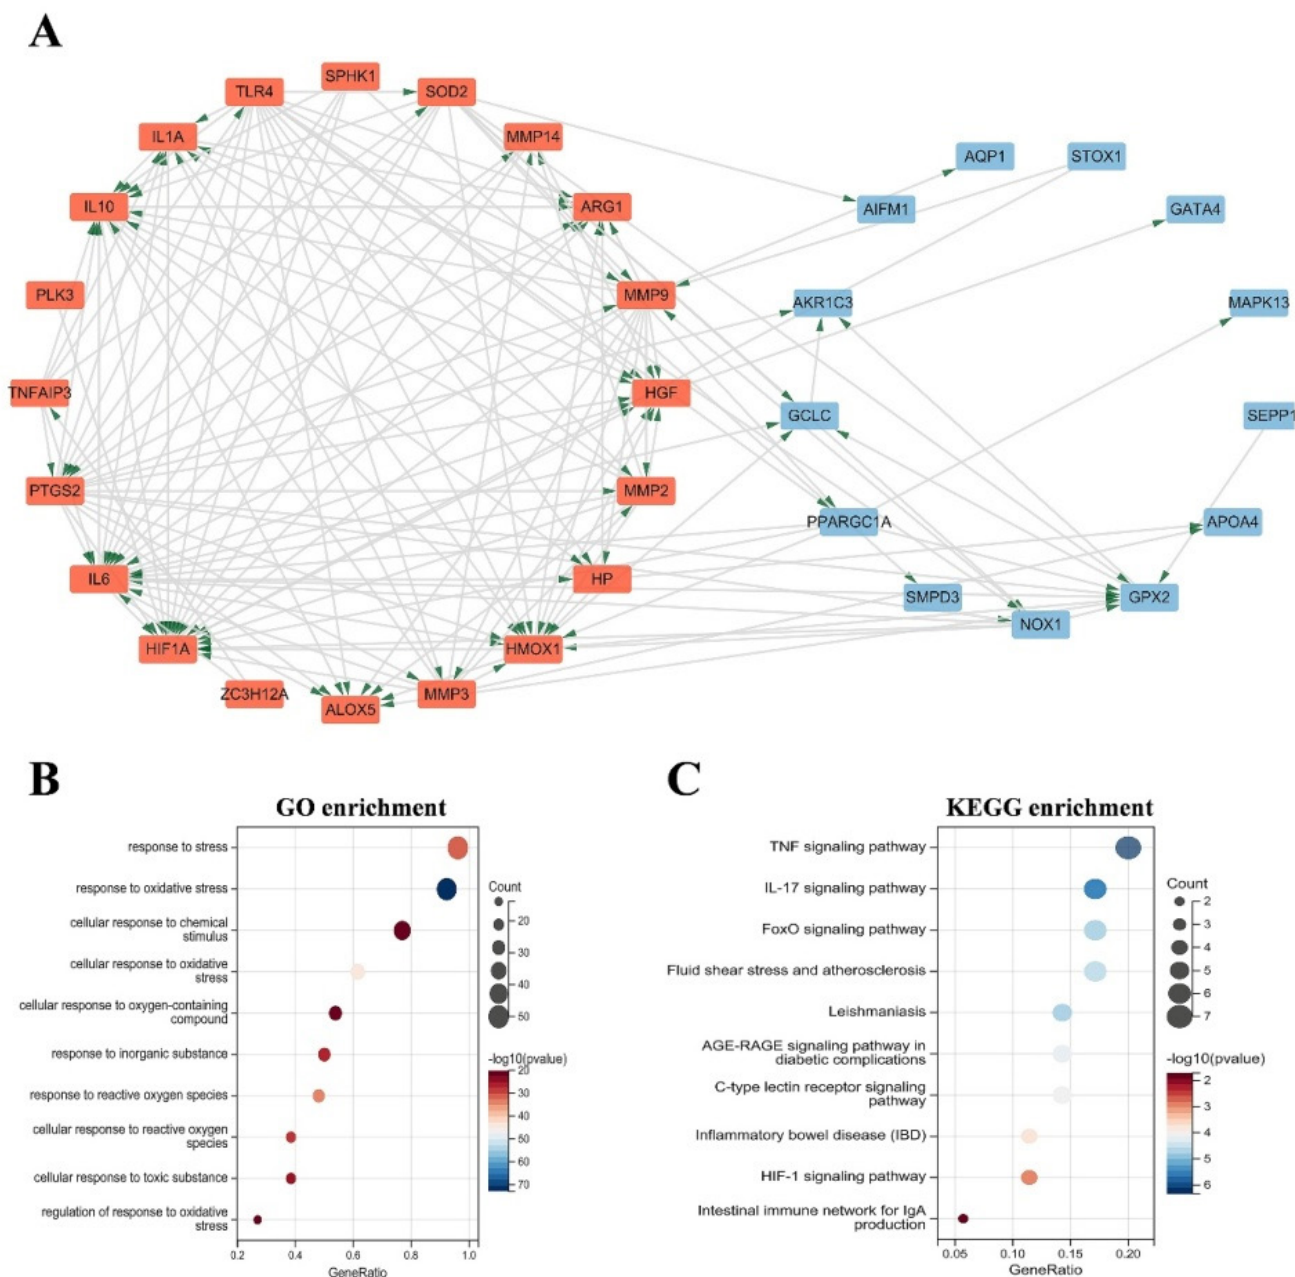 A
SPHK1
TLR4
SOD2
IL1A
MMP14
AQP1
STOX1
IL10
ARG1
AIFM1
GATA4
PLK3
MMP9
AKR1C3
MAPK13
TNFAIP3
HGF
GCLC
SEPP1
PTGS2
MMP2
PPARGC1A
APOA4
IL6
HP
SMPD3
GPX2
NOX1
HIF1A
HMOX1
ZC3H12A
MMP3
ALOX5
B
GO enrichment
response to stress
response to oxidative stress
cellular response to chemical
stimulus
cellular response to oxidative
stress
cellular response to oxygen-containing
compound
response to inorganic substance
response to reactive oxygen species
cellular response to reactive oxygen
species
cellular response to toxic substance
regulation of response to oxidative
stress
0.2 0.4 0.6 0.8 1.0
GeneRatio
Count
20
30
40
50
-log10(pvalue)
20
30
40
50
60
70
C
KEGG enrichment
TNF signaling pathway
IL-17 signaling pathway
FoxO signaling pathway
Fluid shear stress and atherosclerosis
Leishmaniasis
AGE-RAGE signaling pathway in
diabetic complications
C-type lectin receptor signaling
pathway
Inflammatory bowel disease (IBD)
HIF-1 signaling pathway
Intestinal immune network for IgA
production
0.05 0.10 0.15 0.20
GeneRatio
Count
2
3
4
5
6
7
-log10(pvalue)
2
3
4
5
6